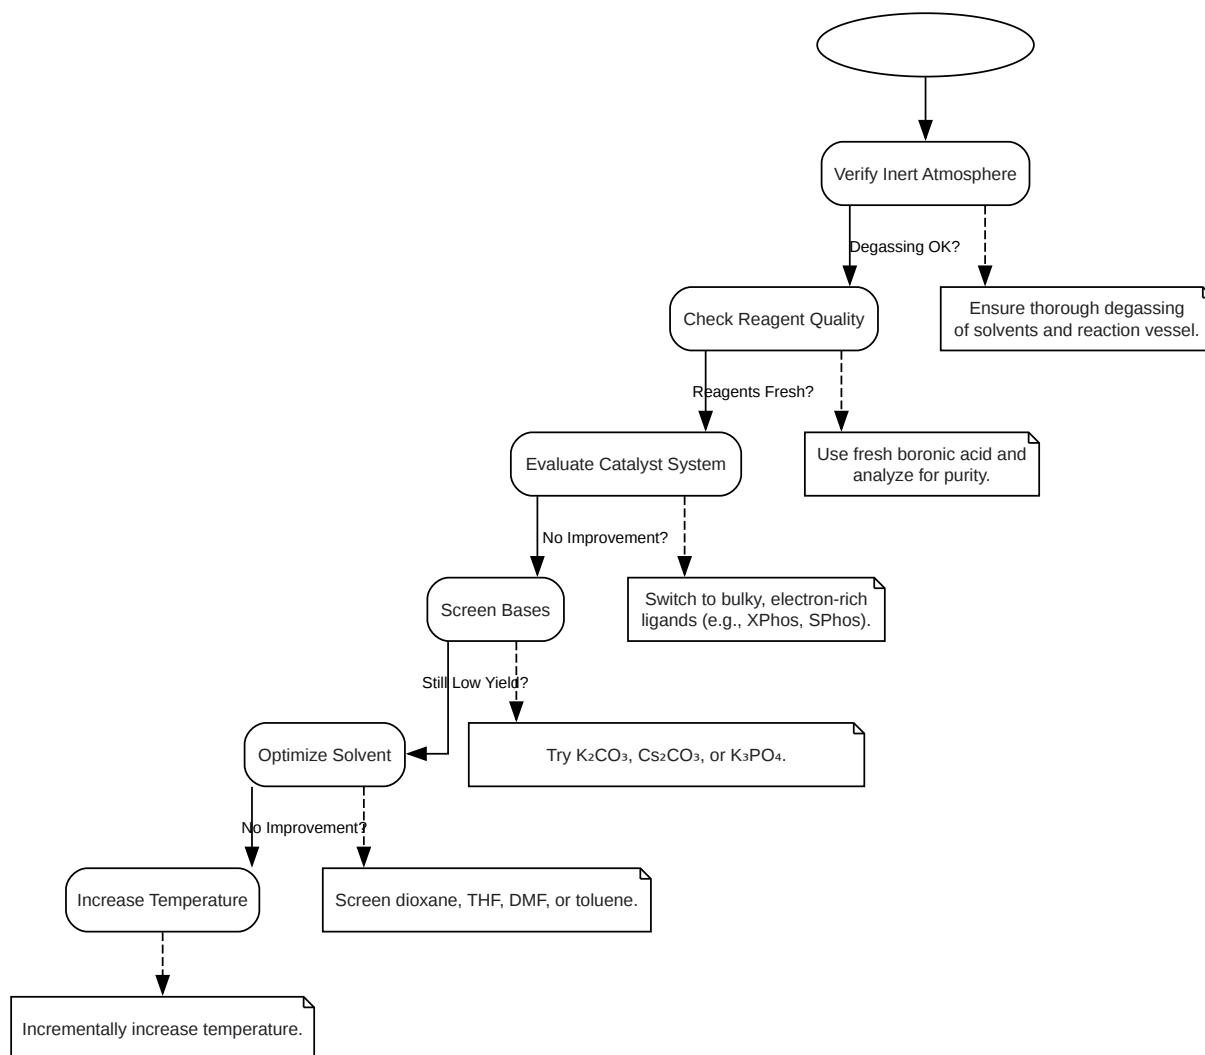 Verify Inert Atmosphere
Degassing OK?
Ensure thorough degassing
of solvents and reaction vessel.
Check Reagent Quality
Reagents Fresh?
Use fresh boronic acid and
analyze for purity.
Evaluate Catalyst System
No Improvement?
Switch to bulky, electron-rich
ligands (e.g., XPhos, SPhos).
Screen Bases
Still Low Yield?
Try K₂CO₃, Cs₂CO₃, or K₃PO₄.
Optimize Solvent
No Improvement?
Screen dioxane, THF, DMF, or toluene.
Increase Temperature
Incrementally increase temperature.